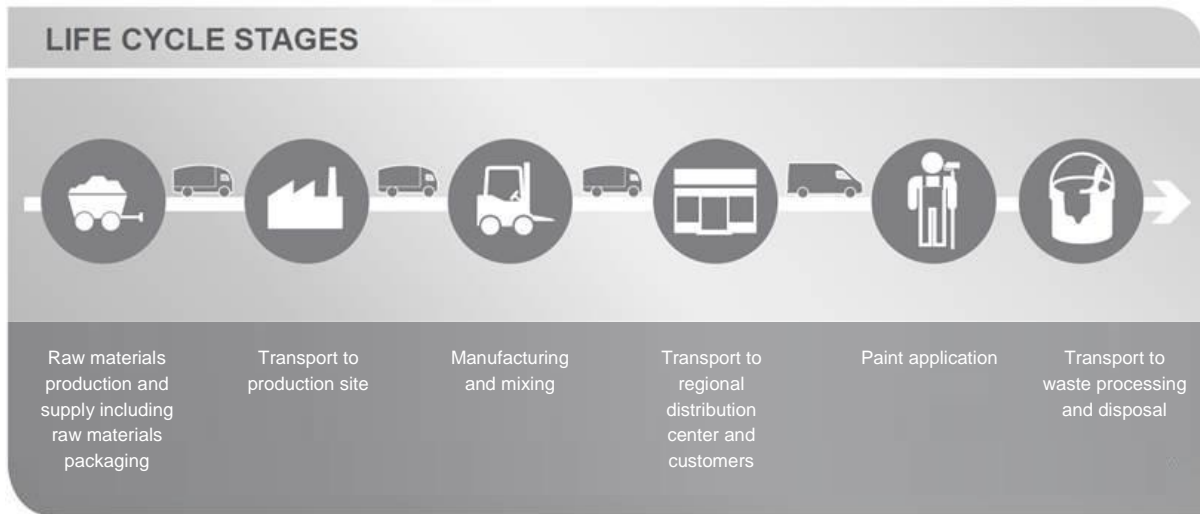 LIFE CYCLE STAGES
Raw materials
production and
supply including
raw materials
packaging
Transport to
production site
Manufacturing
and mixing
Transport to
regional
distribution
center and
customers
Paint application
Transport to
waste processing
and disposal